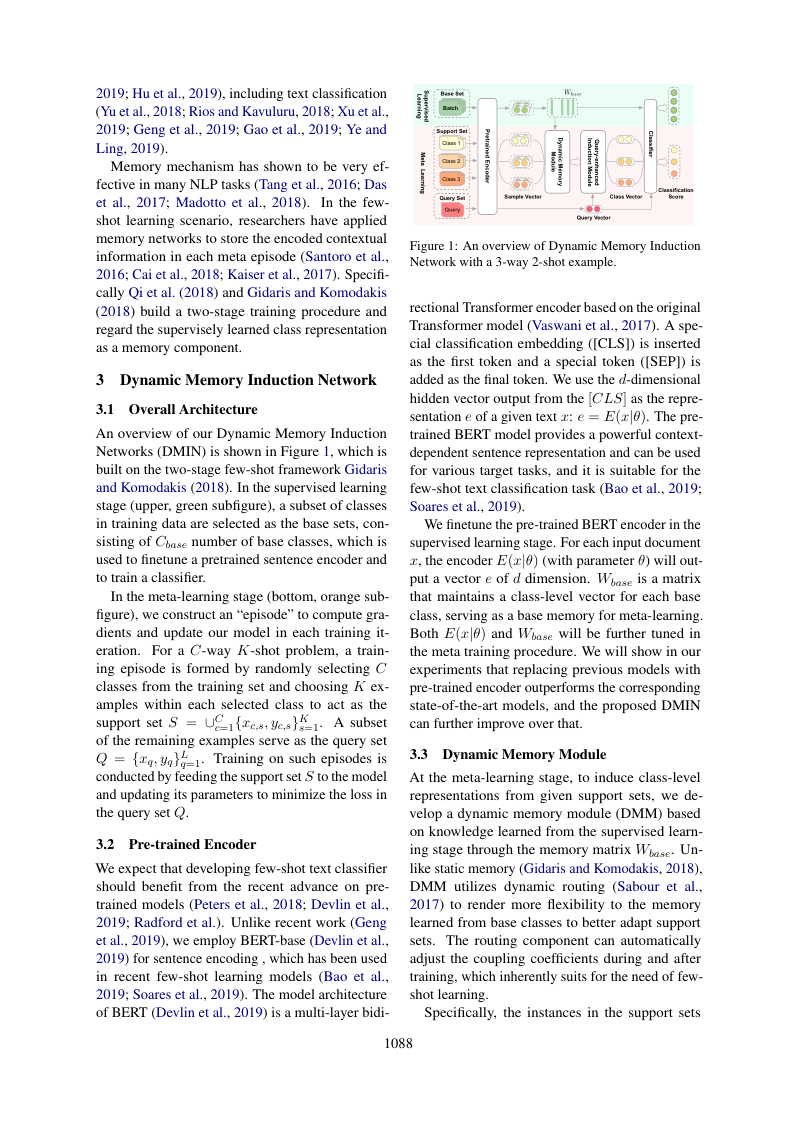 2019; Hu et al., 2019), including text classification
(Yu et al., 2018; Rios and Kavuluru, 2018; Xu et al.,
2019; Geng et al., 2019; Gao et al., 2019; Ye and
Ling, 2019).
Memory mechanism has shown to be very ef-
fective in many NLP tasks (Tang et al., 2016; Das
et al., 2017; Madotto et al., 2018). In the few-
shot learning scenario, researchers have applied
memory networks to store the encoded contextual
information in each meta episode (Santoro et al.,
2016; Cai et al., 2018; Kaiser et al., 2017). Specifi-
cally Qi et al. (2018) and Gidaris and Komodakis
(2018) build a two-stage training procedure and
regard the supervisely learned class representation
as a memory component.
3 Dynamic Memory Induction Network
3.1 Overall Architecture
An overview of our Dynamic Memory Induction
Networks (DMIN) is shown in Figure 1, which is
built on the two-stage few-shot framework Gidaris
and Komodakis (2018). In the supervised learning
stage (upper, green subfigure), a subset of classes
in training data are selected as the base sets, con-
sisting of C_{base} number of base classes, which is
used to finetune a pretrained sentence encoder and
to train a classifier.
In the meta-learning stage (bottom, orange sub-
figure), we construct an “episode” to compute gra-
dients and update our model in each training it-
eration. For a C-way K-shot problem, a train-
ing episode is formed by randomly selecting C
classes from the training set and choosing K ex-
amples within each selected class to act as the
support set S = ∪_{c=1}^{C}{x_{c,s}, y_{c,s}}_{s=1}^{K}. A subset
of the remaining examples serve as the query set
Q = {x_q, y_q}_{q=1}^{L}. Training on such episodes is
conducted by feeding the support set S to the model
and updating its parameters to minimize the loss in
the query set Q.
3.2 Pre-trained Encoder
We expect that developing few-shot text classifier
should benefit from the recent advance on pre-
trained models (Peters et al., 2018; Devlin et al.,
2019; Radford et al.). Unlike recent work (Geng
et al., 2019), we employ BERT-base (Devlin et al.,
2019) for sentence encoding , which has been used
in recent few-shot learning models (Bao et al.,
2019; Soares et al., 2019). The model architecture
of BERT (Devlin et al., 2019) is a multi-layer bidi-
Supervised
Learning
Base Set
Batch
W_{base}
Meta Learning
Support Set
Class 1
Class 2
Class 3
Query Set
Query
Pretrained Encoder
Sample Vector
Dynamic Memory
Module
Query-enhanced
Induction Module
Query Vector
Class Vector
Classifier
Classification
Score
Figure 1: An overview of Dynamic Memory Induction
Network with a 3-way 2-shot example.
rectional Transformer encoder based on the original
Transformer model (Vaswani et al., 2017). A spe-
cial classification embedding ([CLS]) is inserted
as the first token and a special token ([SEP]) is
added as the final token. We use the d-dimensional
hidden vector output from the [CLS] as the repre-
sentation e of a given text x: e = E(x|θ). The pre-
trained BERT model provides a powerful context-
dependent sentence representation and can be used
for various target tasks, and it is suitable for the
few-shot text classification task (Bao et al., 2019;
Soares et al., 2019).
We finetune the pre-trained BERT encoder in the
supervised learning stage. For each input document
x, the encoder E(x|θ) (with parameter θ) will out-
put a vector e of d dimension. W_{base} is a matrix
that maintains a class-level vector for each base
class, serving as a base memory for meta-learning.
Both E(x|θ) and W_{base} will be further tuned in
the meta training procedure. We will show in our
experiments that replacing previous models with
pre-trained encoder outperforms the corresponding
state-of-the-art models, and the proposed DMIN
can further improve over that.
3.3 Dynamic Memory Module
At the meta-learning stage, to induce class-level
representations from given support sets, we de-
velop a dynamic memory module (DMM) based
on knowledge learned from the supervised learn-
ing stage through the memory matrix W_{base}. Un-
like static memory (Gidaris and Komodakis, 2018),
DMM utilizes dynamic routing (Sabour et al.,
2017) to render more flexibility to the memory
learned from base classes to better adapt support
sets. The routing component can automatically
adjust the coupling coefficients during and after
training, which inherently suits for the need of few-
shot learning.
Specifically, the instances in the support sets
1088